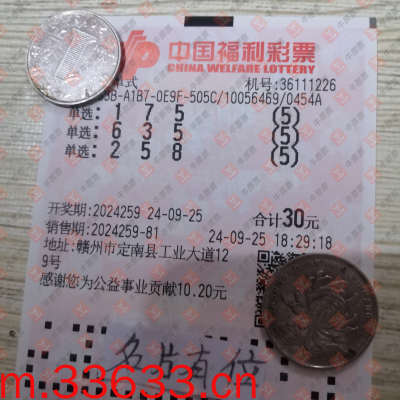 中国福利彩票
CHINA WELFARE LOTTERY
单式 机号:36111226
5B-A1B7-0E9F-505C/10056469/0454A
单选:1 7 5 (5)
单选:6 3 5 (5)
单选:2 5 8 (5)
开奖期:2024259 24-09-25 合计30元
销售期:2024259-81 24-09-25 18:29:18
地址:赣州市定南县工业大道12
9号
感谢您为公益事业贡献10.20元
m.33633.cn